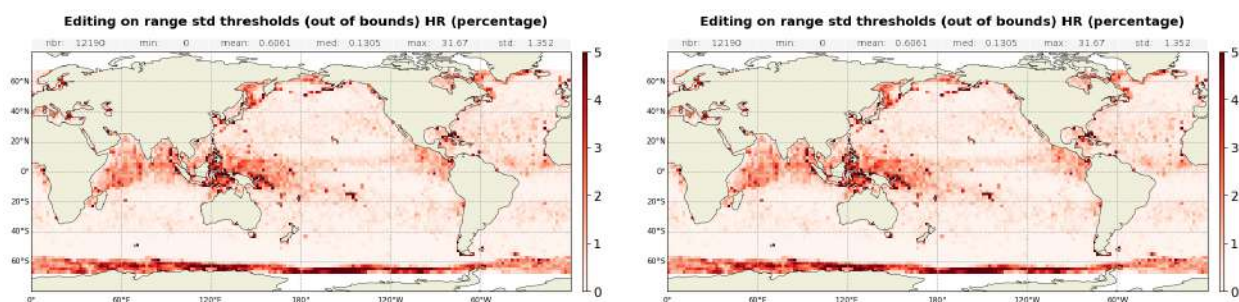 Editing on range std thresholds (out of bounds) HR (percentage)
nbr: 12190 min: 0 mean: 0.6061 med: 0.1305 max: 31.67 std: 1.352
60°N
40°N
20°N
0°
20°S
40°S
60°S
0° 60°E 120°E 180° 120°W 60°W
5
4
3
2
1
0
Editing on range std thresholds (out of bounds) HR (percentage)
nbr: 12190 min: 0 mean: 0.6061 med: 0.1305 max: 31.67 std: 1.352
60°N
40°N
20°N
0°
20°S
40°S
60°S
0° 60°E 120°E 180° 120°W 60°W
5
4
3
2
1
0